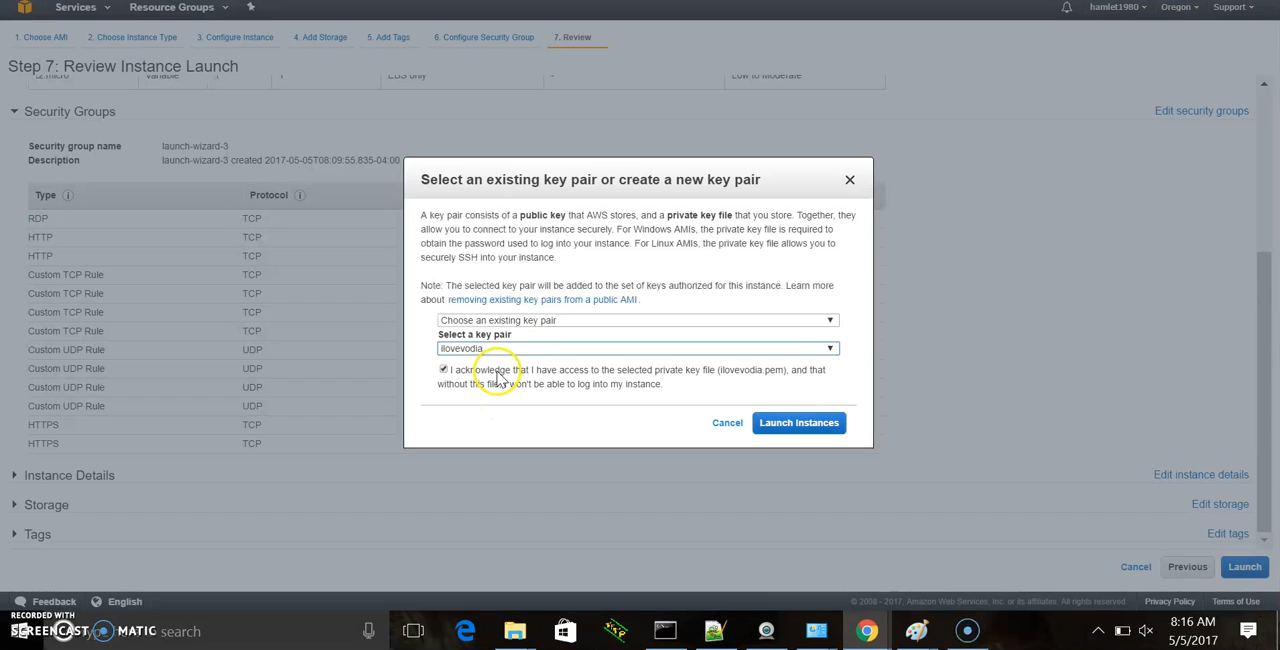 Services
Resource Groups
hamlet1980
Oregon
Support
1. Choose AMI
2. Choose Instance Type
3. Configure Instance
4. Add Storage
5. Add Tags
6. Configure Security Group
7. Review
Step 7: Review Instance Launch
t2.micro
Variable
1
EBS only
-
Low to Moderate
Security Groups
Edit security groups
Security group name
launch-wizard-3
Description
launch-wizard-3 created 2017-05-05T08:09:55.835-04:00
Type
Protocol
RDP
TCP
HTTP
TCP
HTTP
TCP
Custom TCP Rule
TCP
Custom TCP Rule
TCP
Custom TCP Rule
TCP
Custom TCP Rule
TCP
Custom UDP Rule
UDP
Custom UDP Rule
UDP
Custom UDP Rule
UDP
Custom UDP Rule
UDP
HTTPS
TCP
HTTPS
TCP
Select an existing key pair or create a new key pair
A key pair consists of a public key that AWS stores, and a private key file that you store. Together, they
allow you to connect to your instance securely. For Windows AMIs, the private key file is required to
obtain the password used to log into your instance. For Linux AMIs, the private key file allows you to
securely SSH into your instance.
Note: The selected key pair will be added to the set of keys authorized for this instance. Learn more
about removing existing key pairs from a public AMI .
Choose an existing key pair
Select a key pair
ilovevodia
I acknowledge that I have access to the selected private key file (ilovevodia.pem), and that
without this file, I won't be able to log into my instance.
Cancel
Launch Instances
Instance Details
Edit instance details
Storage
Edit storage
Tags
Edit tags
Cancel
Previous
Launch
Feedback
English
© 2008 - 2017, Amazon Web Services, Inc. or its affiliates. All rights reserved.
Privacy Policy
Terms of Use
RECORDED WITH
SCREENCAST MATIC
search
8:16 AM
5/5/2017